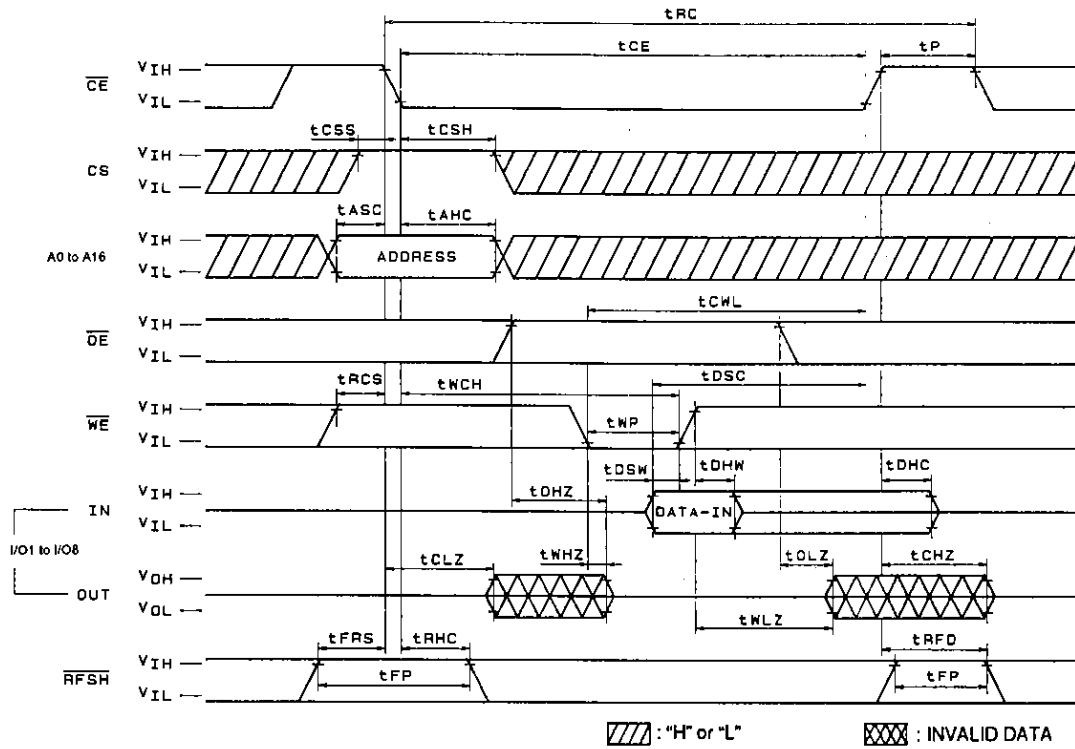 tRC
tCE
tP
CE
VIH
VIL
tCSS
tCSH
CS
VIH
VIL
tASC
tAHC
A0 to A16
VIH
VIL
ADDRESS
tCWL
OE
VIH
VIL
tDSC
tRCS
tWCH
WE
VIH
VIL
tWP
tDSW
tDHW
tDHC
IN
VIH
VIL
tOHZ
DATA-IN
I/O1 to I/O8
tCLZ
tWHZ
tOLZ
tCHZ
OUT
VOH
VOL
tWLZ
tFRS
tRHC
tRFD
RFSH
VIH
VIL
tFP
tFP
: "H" or "L"
: INVALID DATA